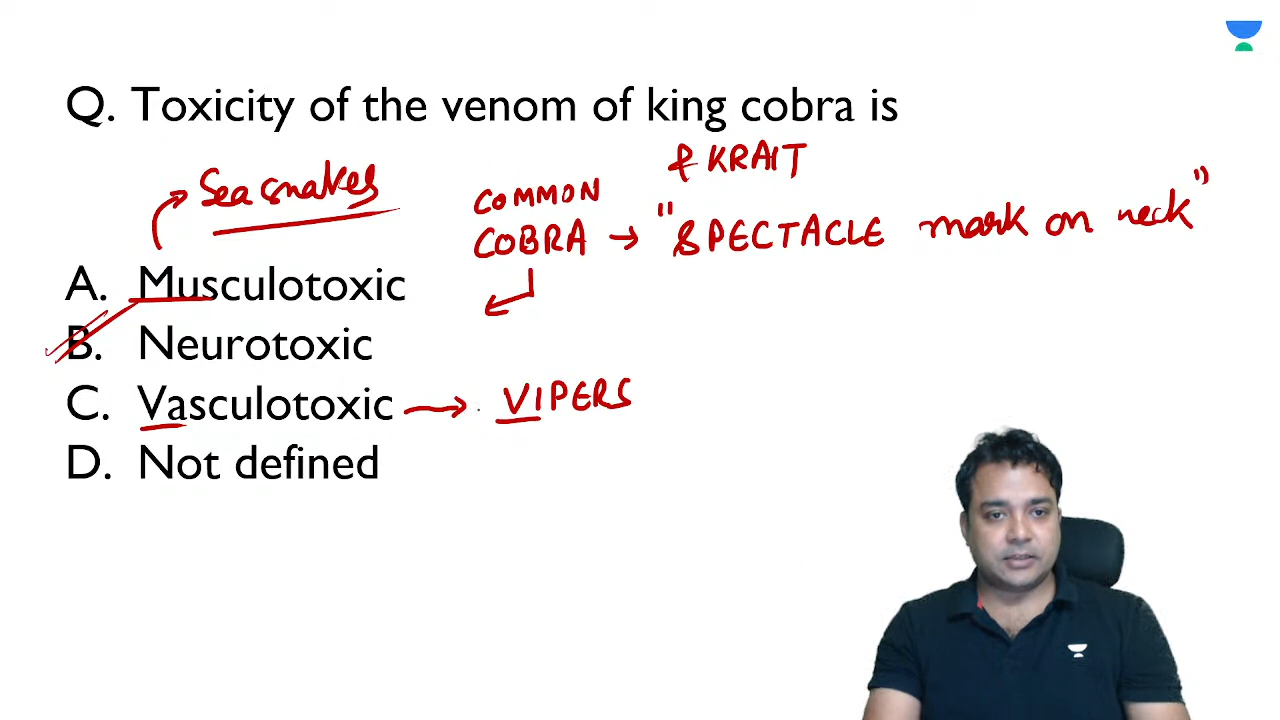 Q. Toxicity of the venom of king cobra is
& KRAIT
Sea snakes
COMMON
COBRA → "SPECTACLE mark on neck"
A. Musculotoxic
B. Neurotoxic
C. Vasculotoxic → VIPERS
D. Not defined